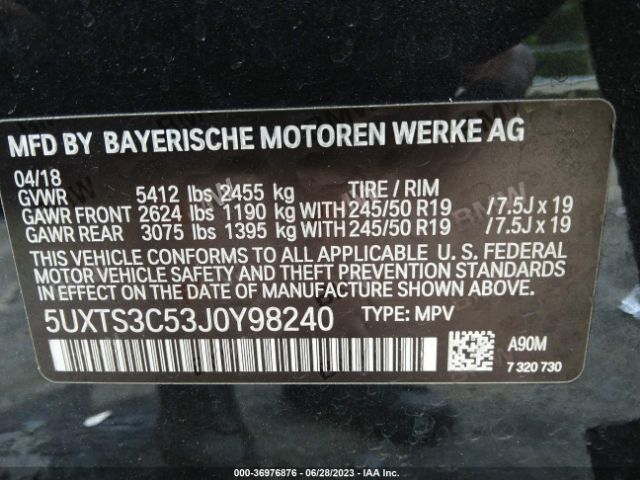 MFD BY BAYERISCHE MOTOREN WERKE AG
04/18
GVWR 5412 lbs 2455 kg TIRE / RIM
GAWR FRONT 2624 lbs 1190 kg WITH 245/50 R19 /7.5J x 19
GAWR REAR 3075 lbs 1395 kg WITH 245/50 R19 /7.5J x 19
THIS VEHICLE CONFORMS TO ALL APPLICABLE U. S. FEDERAL
MOTOR VEHICLE SAFETY AND THEFT PREVENTION STANDARDS
IN EFFECT ON THE DATE OF MANUFACTURE SHOWN ABOVE.
5UXTS3C53J0Y98240 TYPE: MPV
A90M
7 320 730
000-36976876 | 06/28/2023 - IAA Inc.